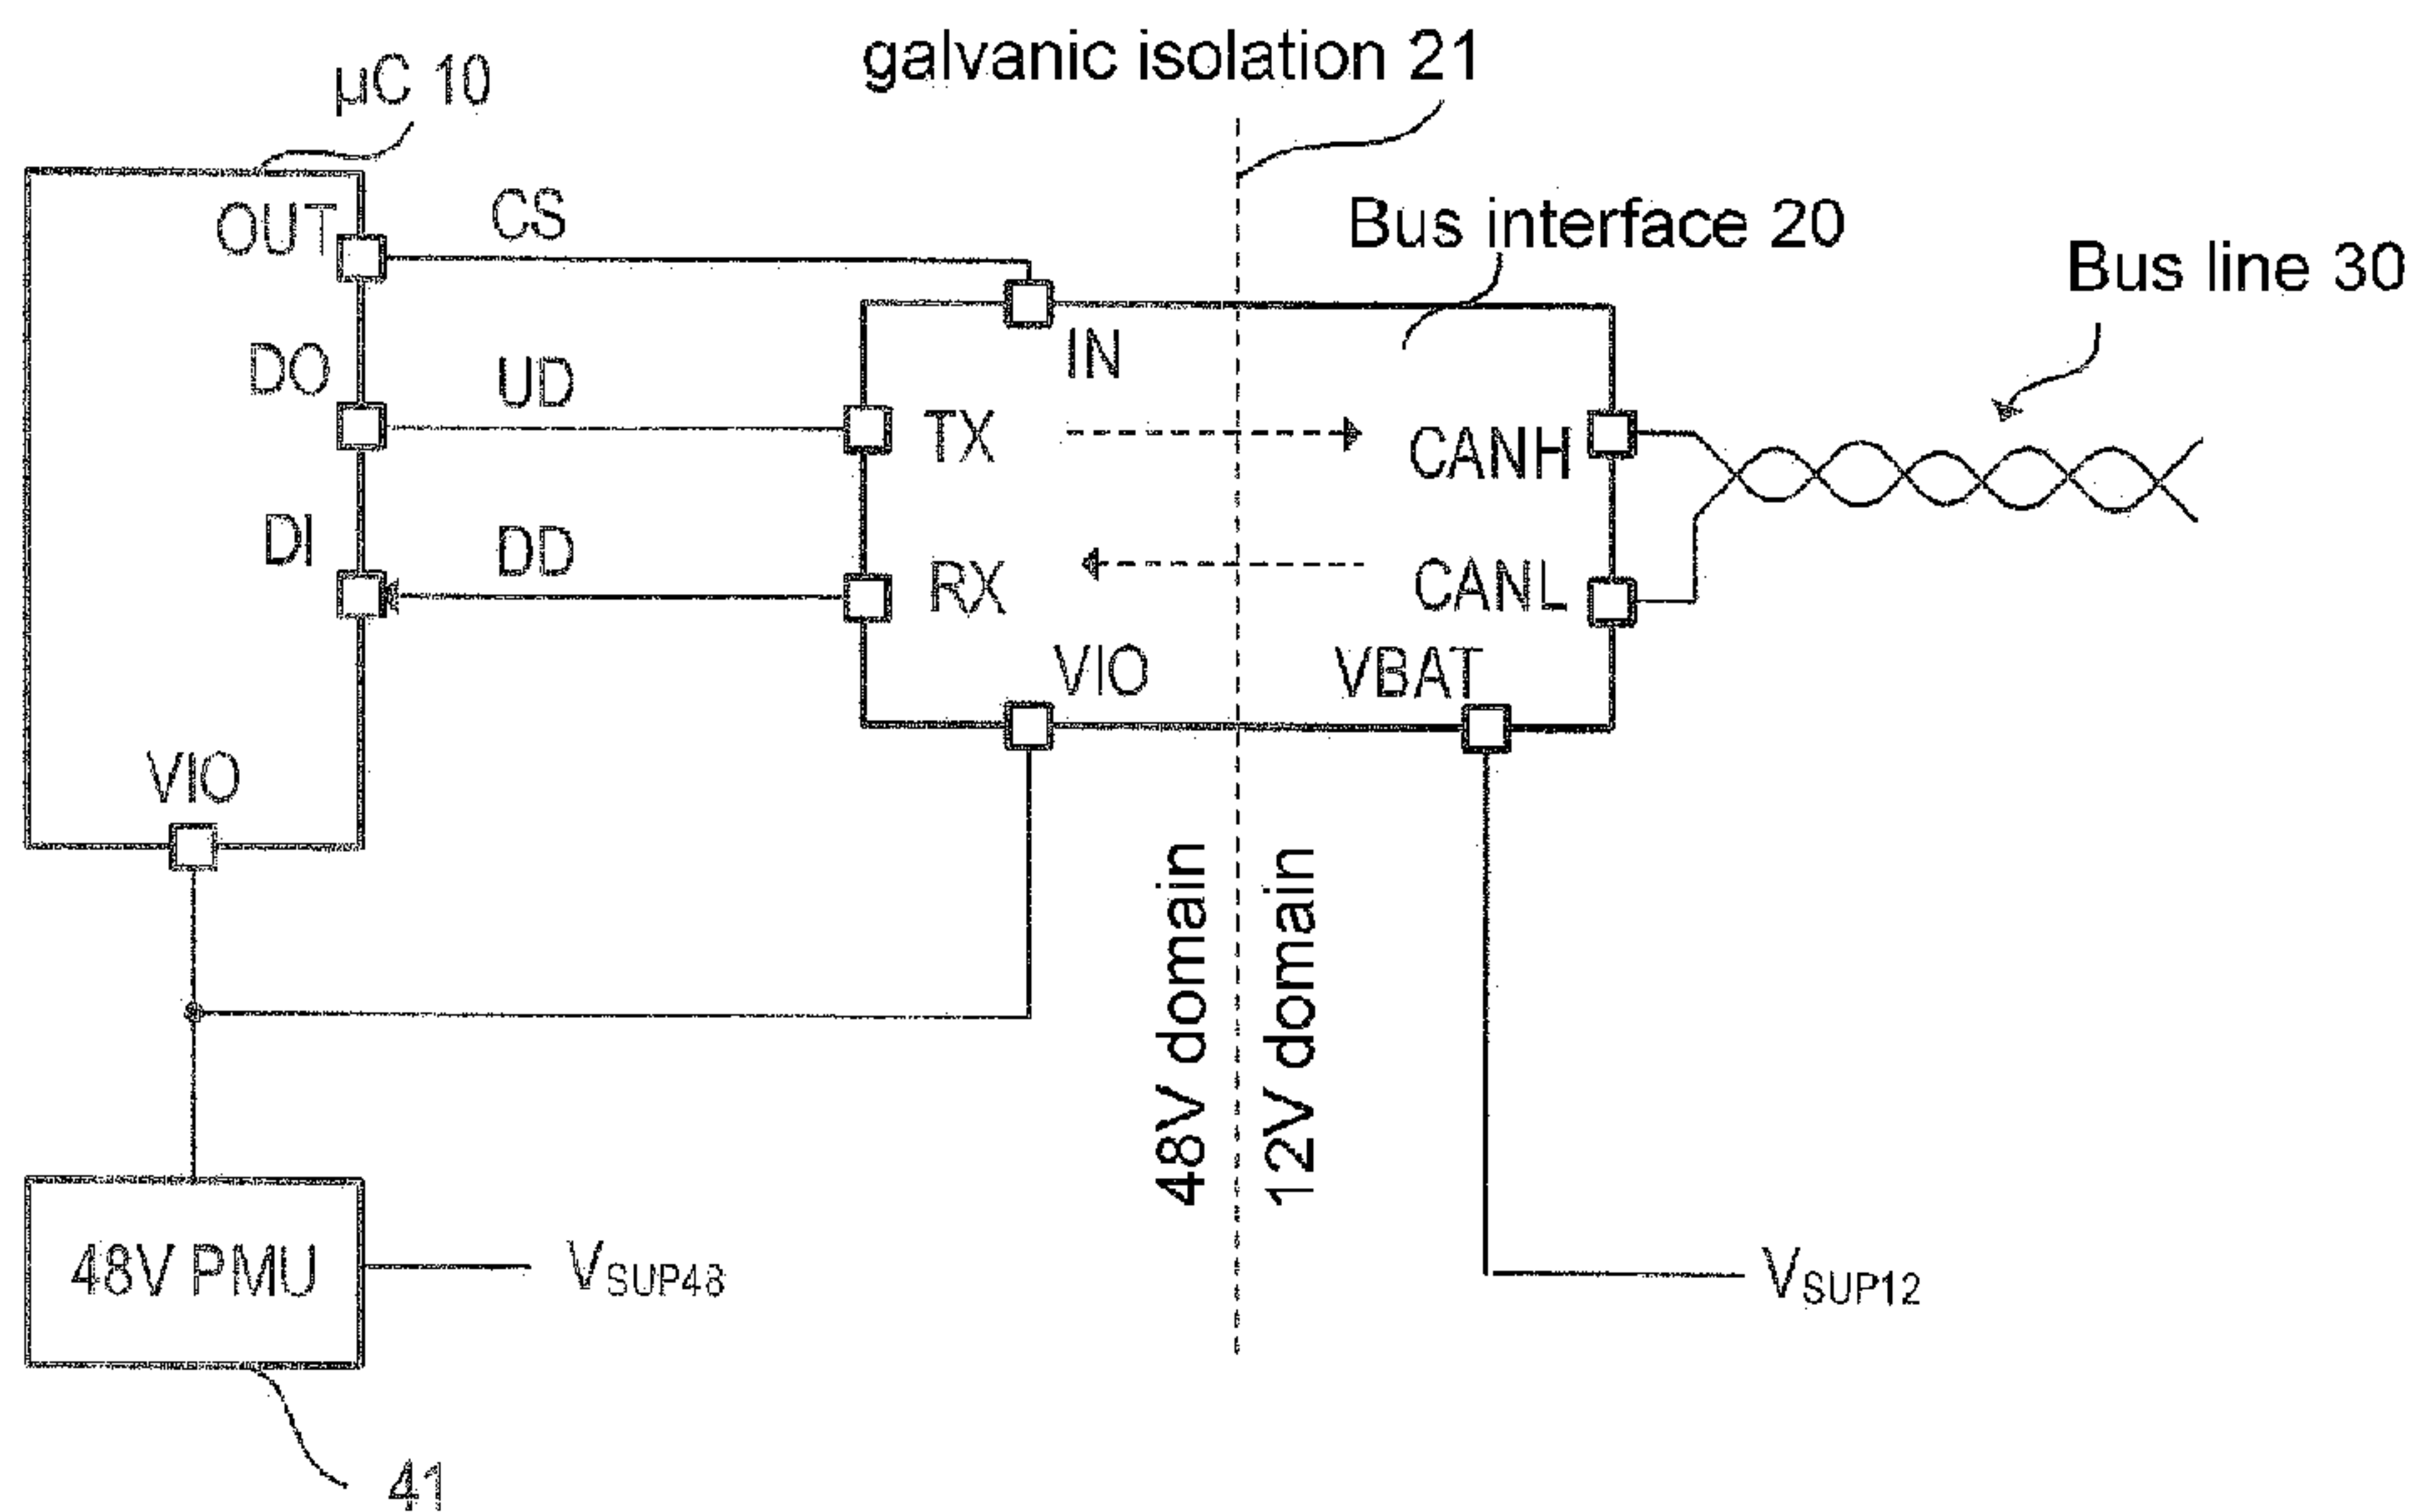 galvanic isolation 21
µC 10
OUT
CS
Bus interface 20
Bus line 30
IN
DO
UD
TX
CANH
DI
DD
RX
CANL
VIO
VBAT
VIO
48V domain
12V domain
48V PMU
VSUP48
VSUP12
41